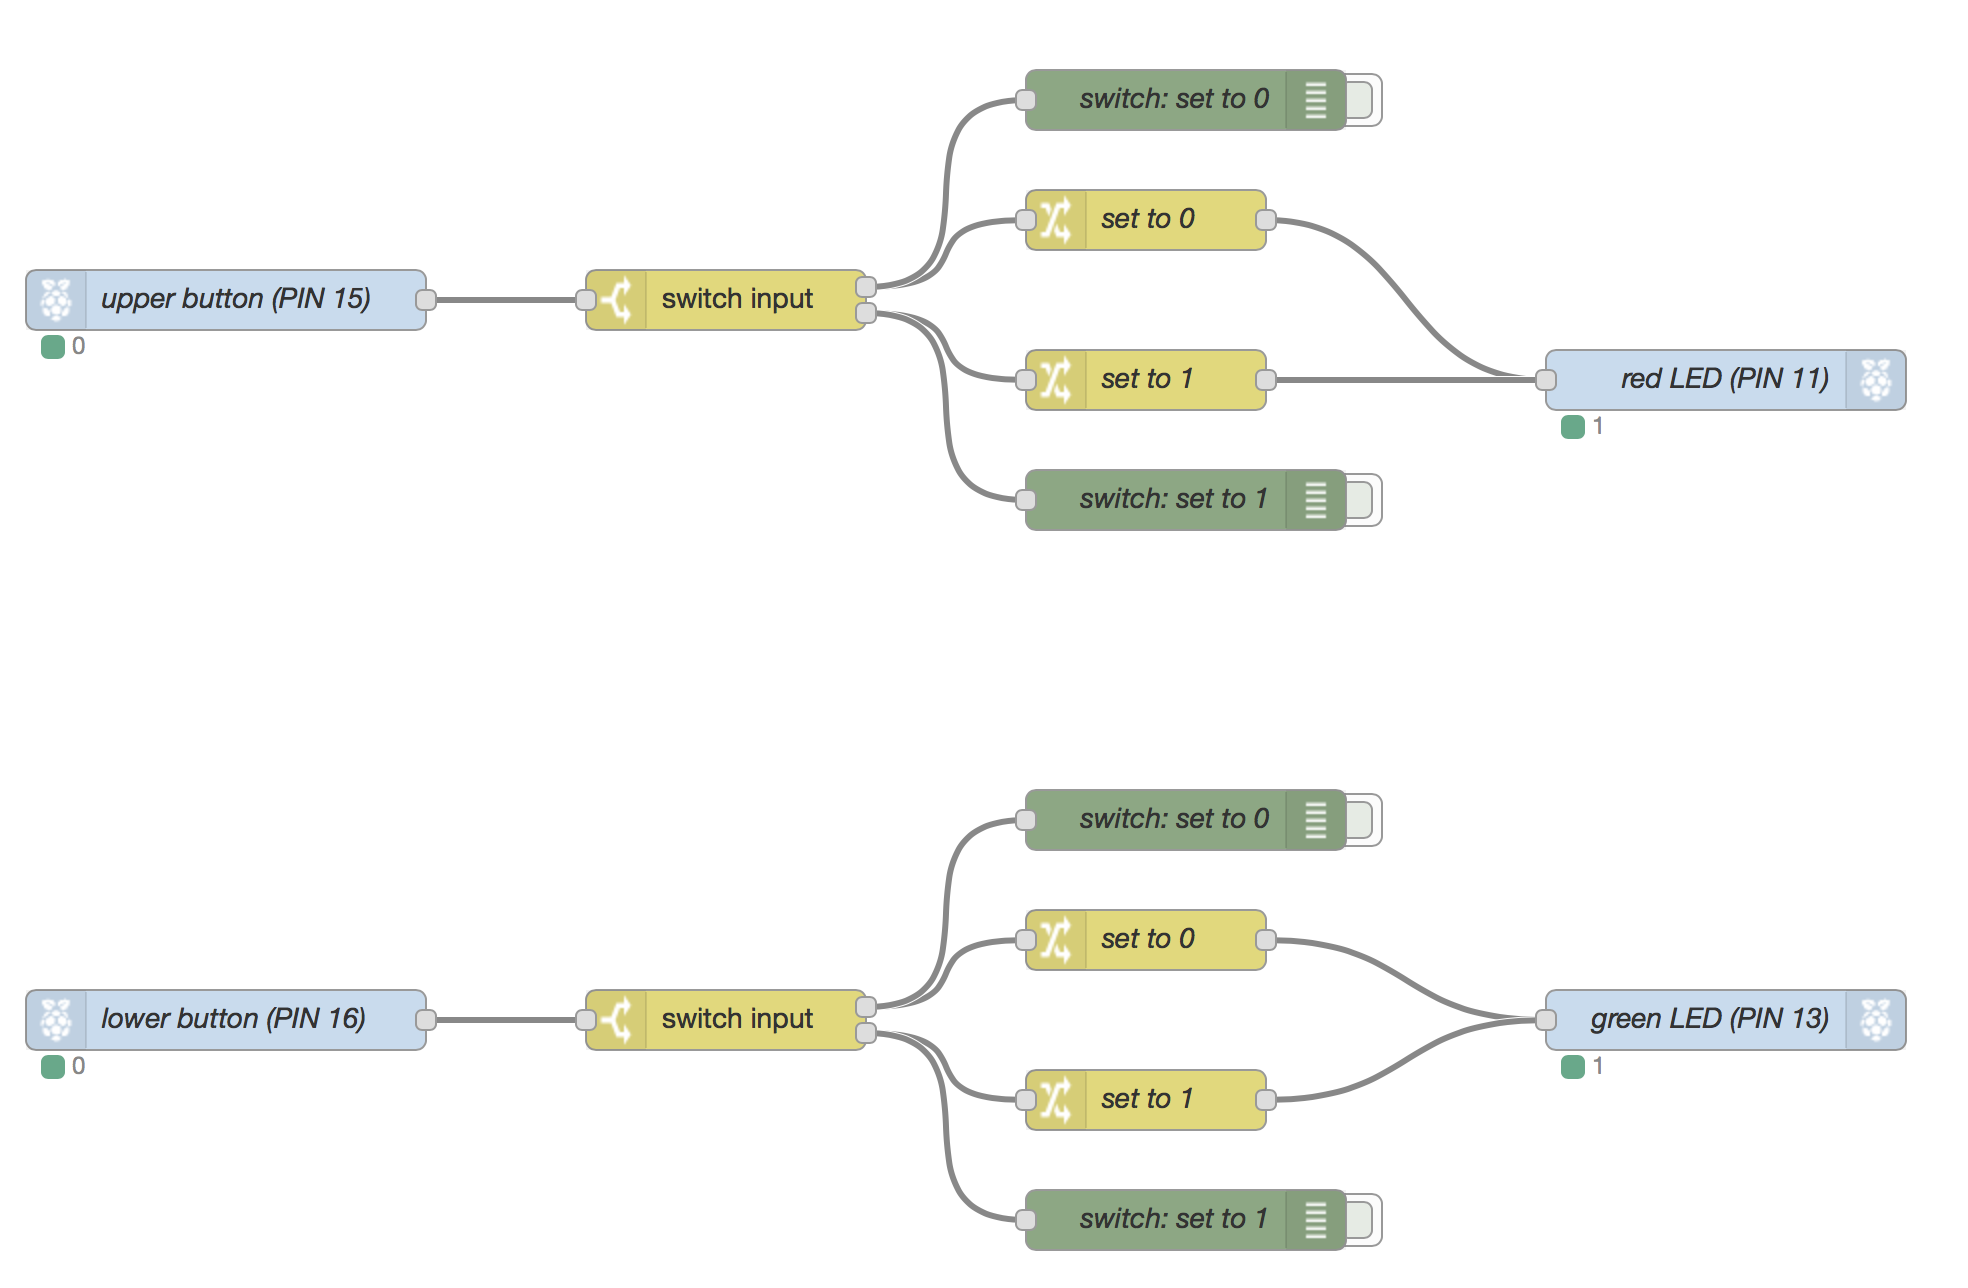 switch: set to 0
set to 0
upper button (PIN 15)
switch input
0
set to 1
red LED (PIN 11)
1
switch: set to 1
switch: set to 0
set to 0
lower button (PIN 16)
switch input
green LED (PIN 13)
0
1
set to 1
switch: set to 1